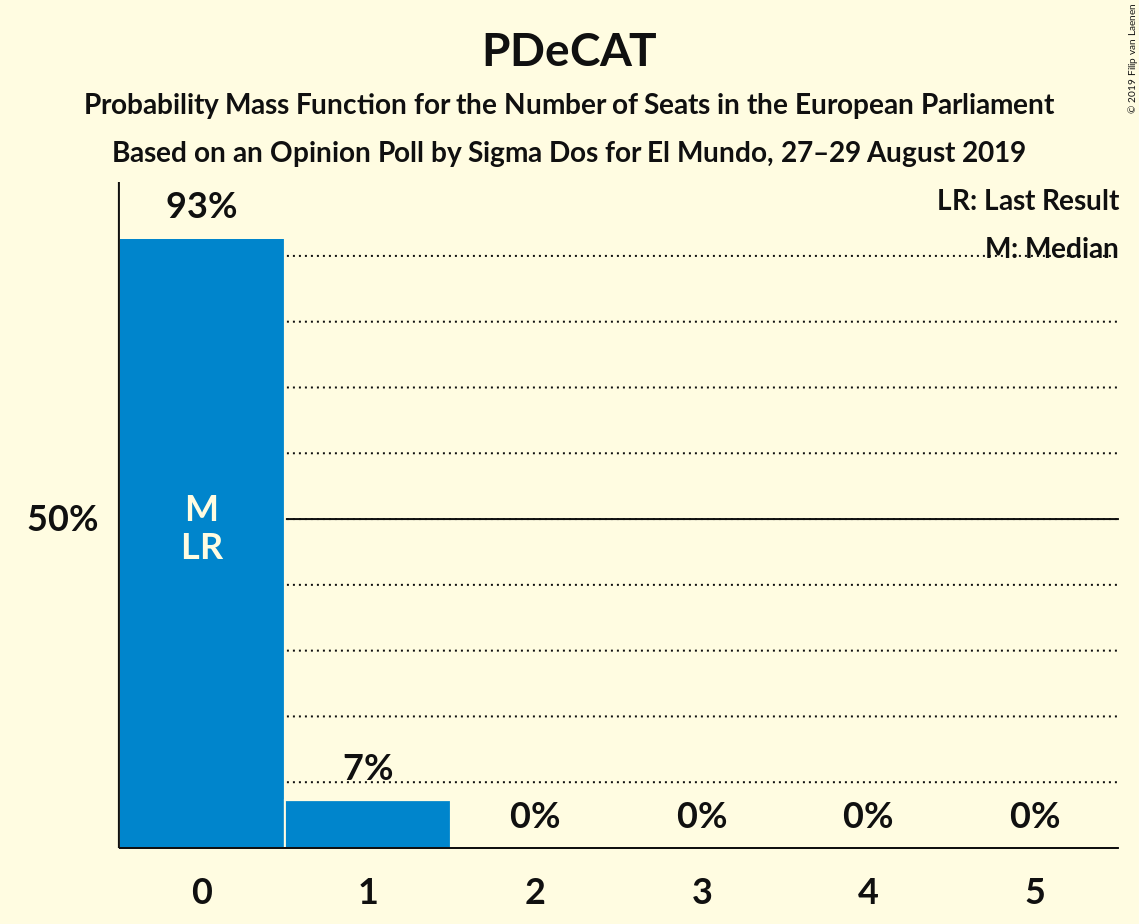 PDeCAT
Probability Mass Function for the Number of Seats in the European Parliament
Based on an Opinion Poll by Sigma Dos for El Mundo, 27–29 August 2019
© 2019 Filip van Laenen
LR: Last Result
M: Median
93%
50%
M
LR
7%
0%
0%
0%
0%
0
1
2
3
4
5